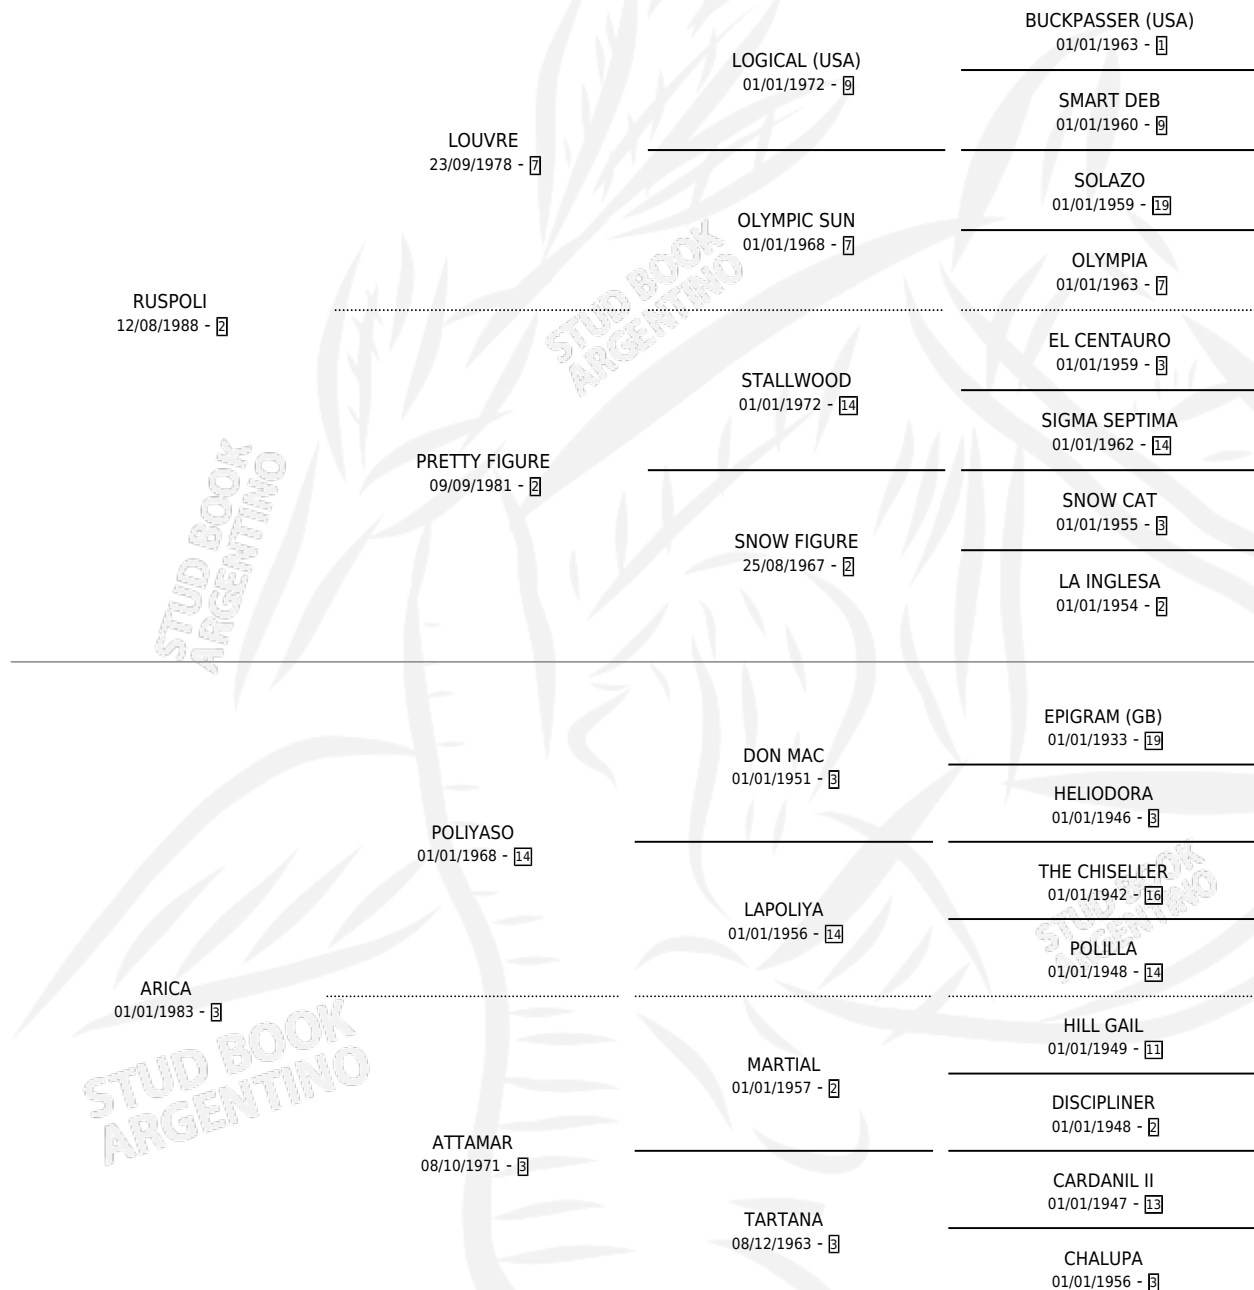 BUCKPASSER (USA)
01/01/1963 - 1
LOGICAL (USA)
01/01/1972 - 9
SMART DEB
01/01/1960 - 9
LOUVRE
23/09/1978 - 7
SOLAZO
01/01/1959 - 19
OLYMPIC SUN
01/01/1968 - 7
OLYMPIA
01/01/1963 - 7
RUSPOLI
12/08/1988 - 2
EL CENTAURO
01/01/1959 - 3
STALLWOOD
01/01/1972 - 14
SIGMA SEPTIMA
01/01/1962 - 14
PRETTY FIGURE
09/09/1981 - 2
SNOW CAT
01/01/1955 - 3
SNOW FIGURE
25/08/1967 - 2
LA INGLESA
01/01/1954 - 2
EPIGRAM (GB)
01/01/1933 - 19
DON MAC
01/01/1951 - 3
HELIODORA
01/01/1946 - 3
POLIYASO
01/01/1968 - 14
THE CHISELLER
01/01/1942 - 16
LAPOLIYA
01/01/1956 - 14
POLILLA
01/01/1948 - 14
ARICA
01/01/1983 - 3
HILL GAIL
01/01/1949 - 11
MARTIAL
01/01/1957 - 2
DISCIPLINER
01/01/1948 - 2
ATTAMAR
08/10/1971 - 3
CARDANIL II
01/01/1947 - 13
TARTANA
08/12/1963 - 3
CHALUPA
01/01/1956 - 3
STUD BOOK
ARGENTINO
STUD BOOK
ARGENTINO
STUD BOOK
ARGENTINO
STUD BOOK
ARGENTINO